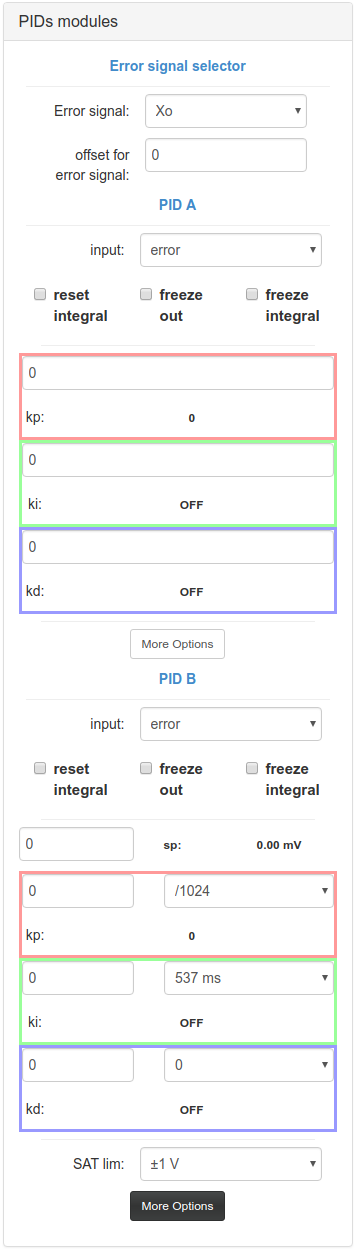 PIDs modules
Error signal selector
Error signal: Xo
offset for
error signal: 0
PID A
input: error
reset integral freeze out freeze integral
0
kp: 0
0
ki: OFF
0
kd: OFF
More Options
PID B
input: error
reset integral freeze out freeze integral
0 sp: 0.00 mV
0 /1024
kp: 0
0 537 ms
ki: OFF
0 0
kd: OFF
SAT lim: ±1 V
More Options